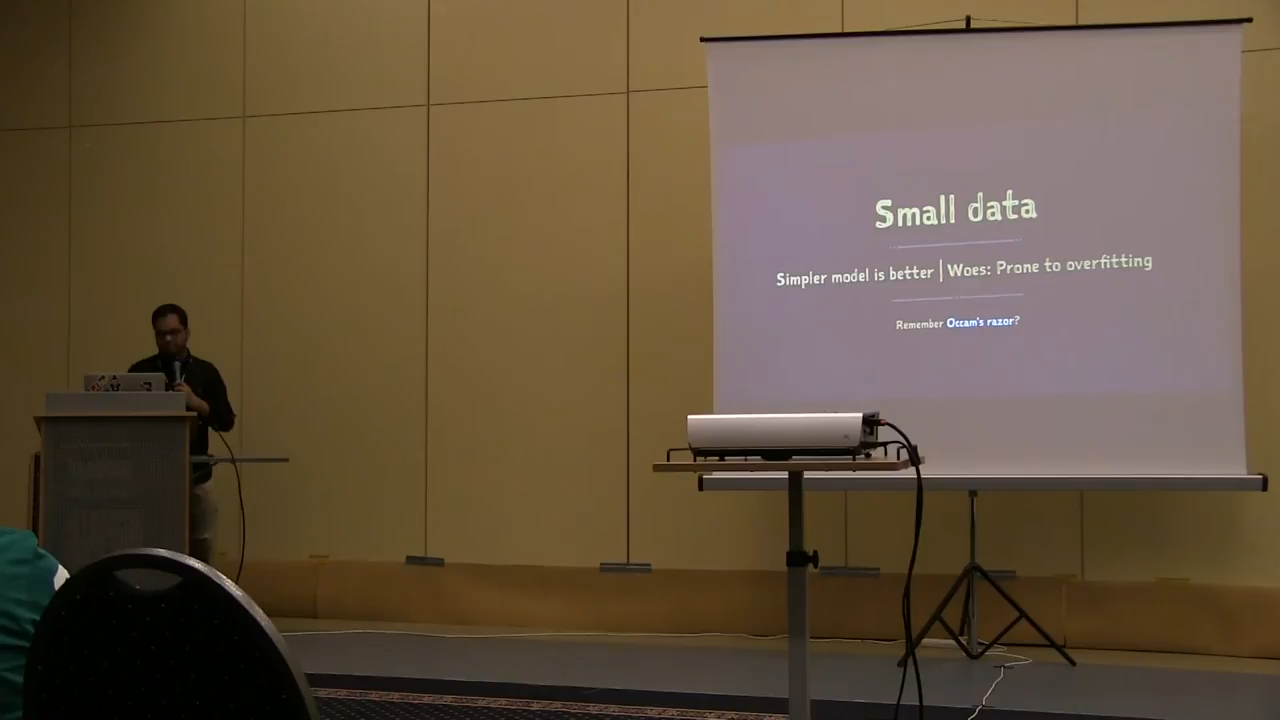 Small data
Simpler model is better | Woes: Prone to overfitting
Remember Occam's razor?